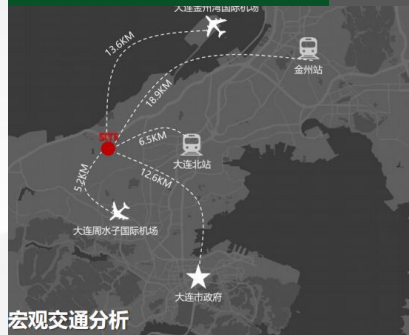 大连金州湾国际机场
13.6KM
金州站
18.9KM
SITE
6.5KM
大连北站
5.2KM
12.6KM
大连周水子国际机场
大连市政府
宏观交通分析